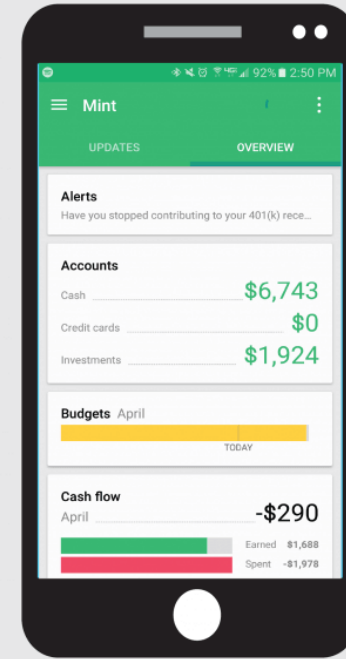 92% 2:50 PM
Mint
UPDATES OVERVIEW
Alerts
Have you stopped contributing to your 401(k) rece...
Accounts
Cash $6,743
Credit cards $0
Investments $1,924
Budgets April
TODAY
Cash flow
April -$290
Earned $1,688
Spent -$1,978